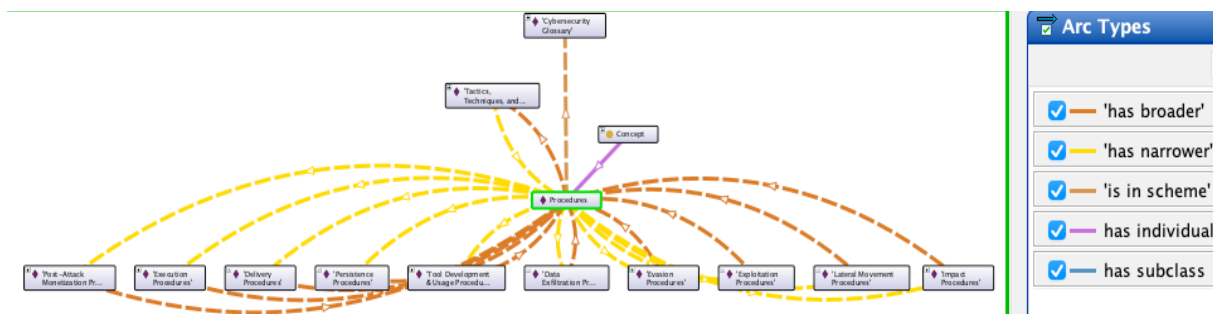 'Cybersecurity
Glossary'
'Tactics,
Techniques, and...
Concept
Procedures
'Post-Attack
Monetization Pr...
'Execution
Procedures'
'Delivery
Procedures'
'Persistence
Procedures'
'Tool Development
& Usage Procedu...
'Data
Exfiltration Pr...
'Evasion
Procedures'
'Exploitation
Procedures'
'Lateral Movement
Procedures'
'Impact
Procedures'
Arc Types
'has broader'
'has narrower'
'is in scheme'
has individual
has subclass